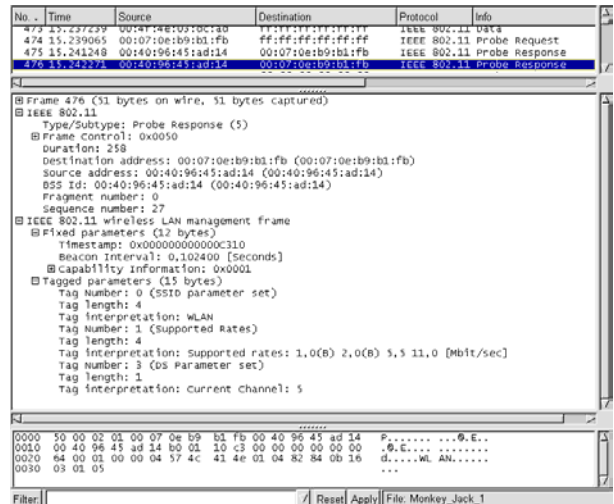 No. . Time Source Destination Protocol Info
473 15.237239 00:4f:4e:03:0c:ad ff:ff:ff:ff:ff:ff IEEE 802.11 Data
474 15.239065 00:07:0e:b9:b1:fb ff:ff:ff:ff:ff:ff IEEE 802.11 Probe Request
475 15.241248 00:40:96:45:ad:14 00:07:0e:b9:b1:fb IEEE 802.11 Probe Response
476 15.242271 00:40:96:45:ad:14 00:07:0e:b9:b1:fb IEEE 802.11 Probe Response
Frame 476 (51 bytes on wire, 51 bytes captured)
IEEE 802.11
Type/Subtype: Probe Response (5)
Frame Control: 0x0050
Duration: 258
Destination address: 00:07:0e:b9:b1:fb (00:07:0e:b9:b1:fb)
Source address: 00:40:96:45:ad:14 (00:40:96:45:ad:14)
BSS Id: 00:40:96:45:ad:14 (00:40:96:45:ad:14)
Fragment number: 0
Sequence number: 27
IEEE 802.11 wireless LAN management frame
Fixed parameters (12 bytes)
Timestamp: 0x000000000000C310
Beacon Interval: 0,102400 [Seconds]
Capability Information: 0x0001
Tagged parameters (15 bytes)
Tag Number: 0 (SSID parameter set)
Tag length: 4
Tag interpretation: WLAN
Tag Number: 1 (Supported Rates)
Tag length: 4
Tag interpretation: Supported rates: 1,0(B) 2,0(B) 5,5 11,0 [Mbit/sec]
Tag Number: 3 (DS Parameter set)
Tag length: 1
Tag interpretation: Current Channel: 5
0000 50 00 02 01 00 07 0e b9 b1 fb 00 40 96 45 ad 14 P....... ...@.E..
0010 00 40 96 45 ad 14 b0 01 10 c3 00 00 00 00 00 00 .@.E.... ........
0020 64 00 01 00 00 04 57 4c 41 4e 01 04 82 84 0b 16 d.....WL AN......
0030 03 01 05 ...
Filter: Reset Apply File: Monkey_Jack_1